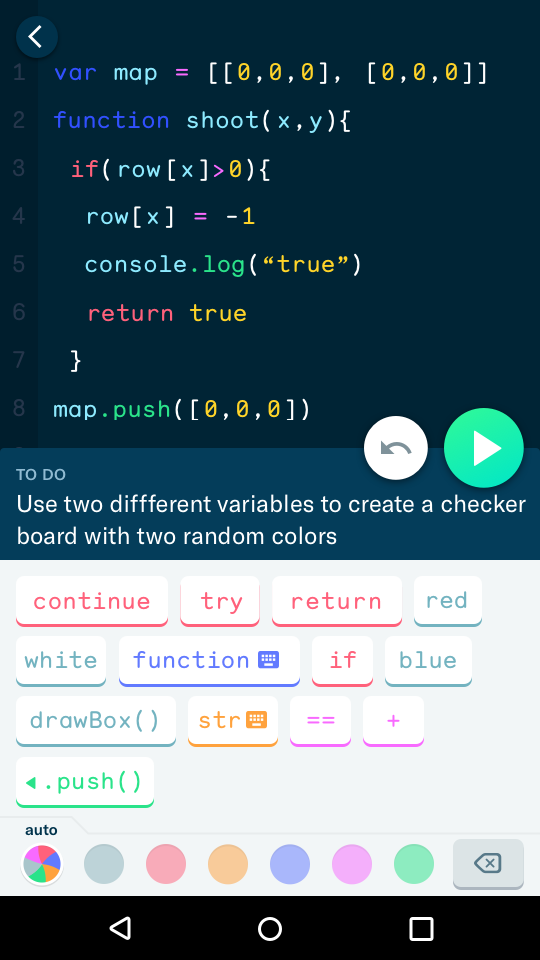 1 var map = [[0,0,0], [0,0,0]]
2 function shoot(x,y){
3 if(row[x]>0){
4 row[x] = -1
5 console.log(“true”)
6 return true
7 }
8 map.push([0,0,0])
TO DO
Use two diffferent variables to create a checker
board with two random colors
continue try return red
white function if blue
drawBox() str == +
.push()
auto